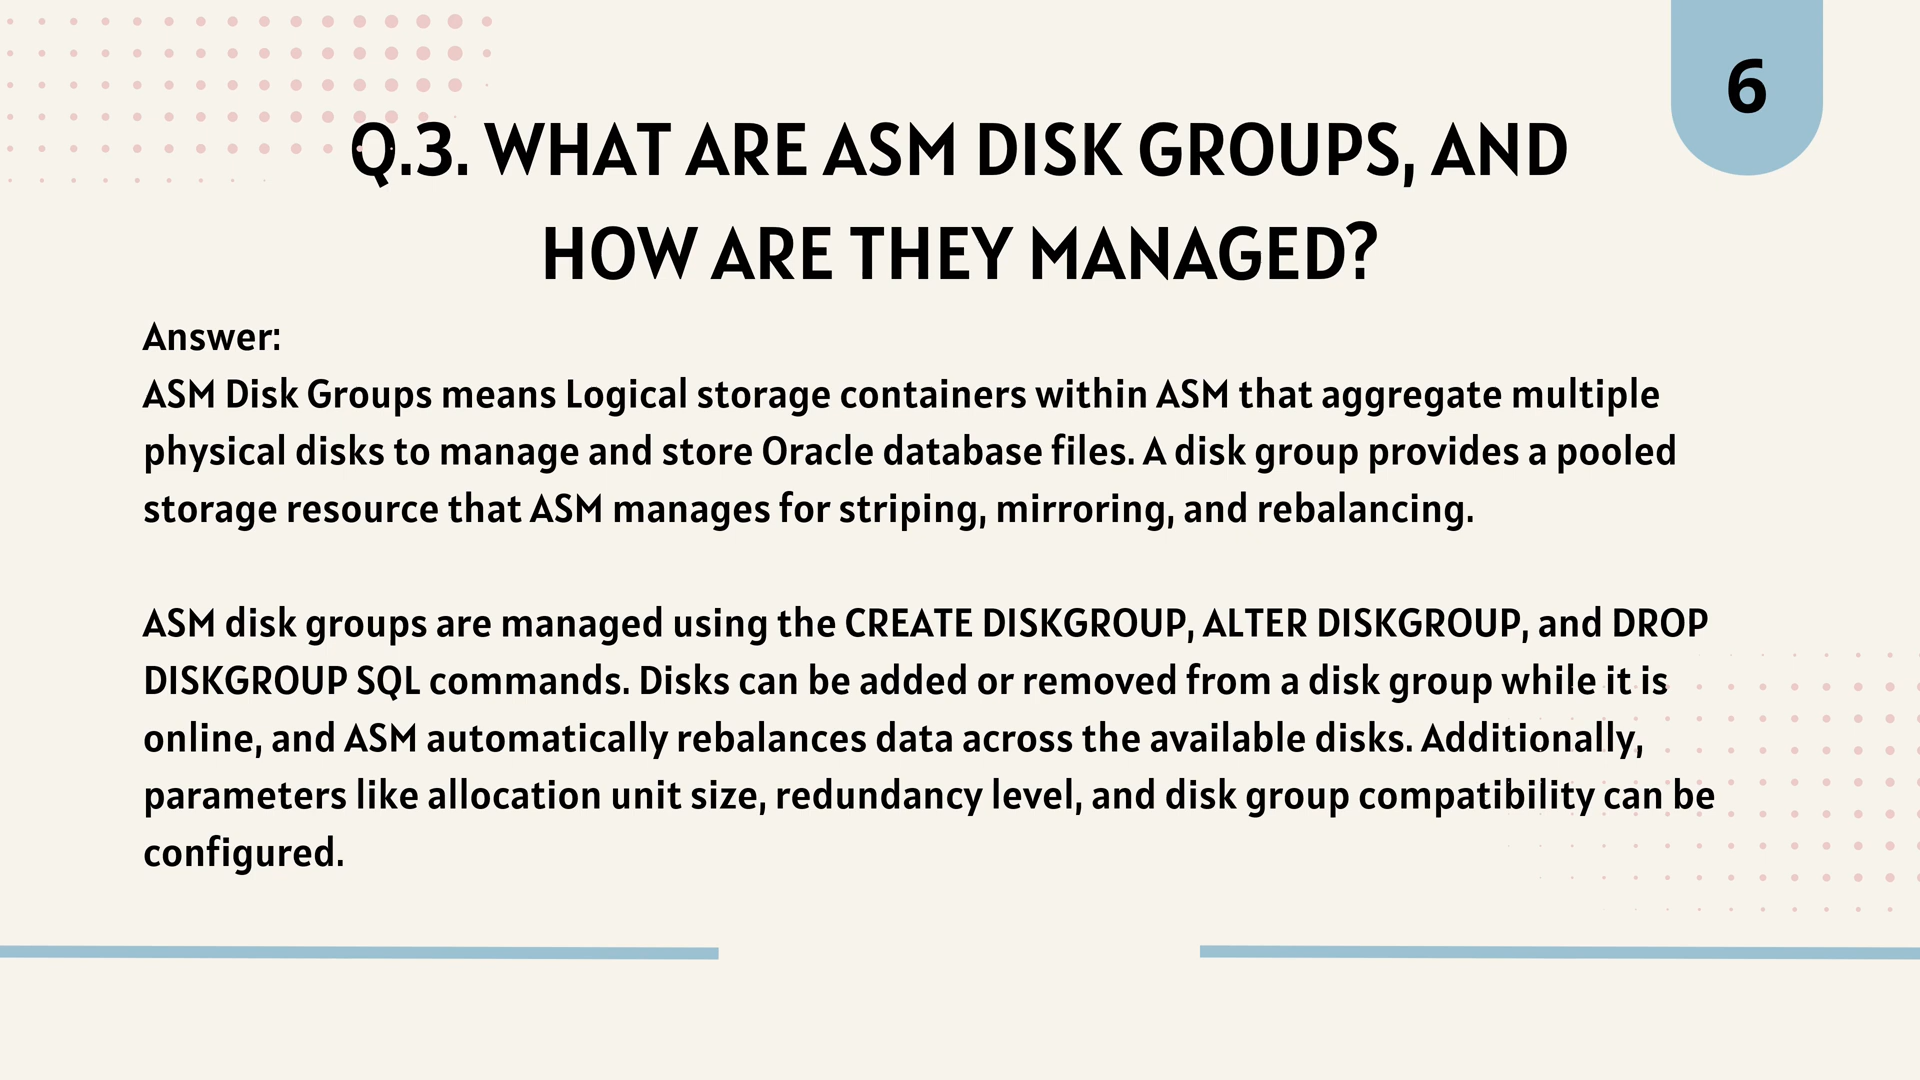 6
Q.3. WHAT ARE ASM DISK GROUPS, AND
HOW ARE THEY MANAGED?
Answer:
ASM Disk Groups means Logical storage containers within ASM that aggregate multiple
physical disks to manage and store Oracle database files. A disk group provides a pooled
storage resource that ASM manages for striping, mirroring, and rebalancing.
ASM disk groups are managed using the CREATE DISKGROUP, ALTER DISKGROUP, and DROP
DISKGROUP SQL commands. Disks can be added or removed from a disk group while it is
online, and ASM automatically rebalances data across the available disks. Additionally,
parameters like allocation unit size, redundancy level, and disk group compatibility can be
configured.